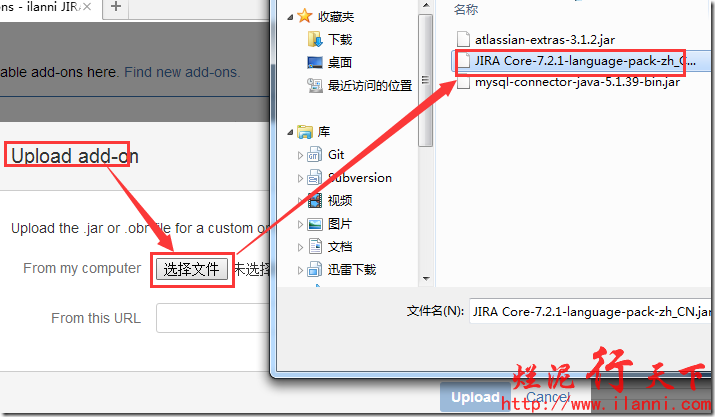 ons - ilanni JIRA
able add-ons here. Find new add-ons.
Upload add-on
Upload the .jar or .obr file for a custom or
From my computer
选择文件
未选择
From this URL
Upload
Cancel
收藏夹
下载
桌面
最近访问的位置
库
Git
Subversion
视频
图片
文档
迅雷下载
名称
atlassian-extras-3.1.2.jar
JIRA Core-7.2.1-language-pack-zh_C...
mysql-connector-java-5.1.39-bin.jar
文件名(N):
JIRA Core-7.2.1-language-pack-zh_CN.jar
烂泥行天下
http://www.ilanni.com